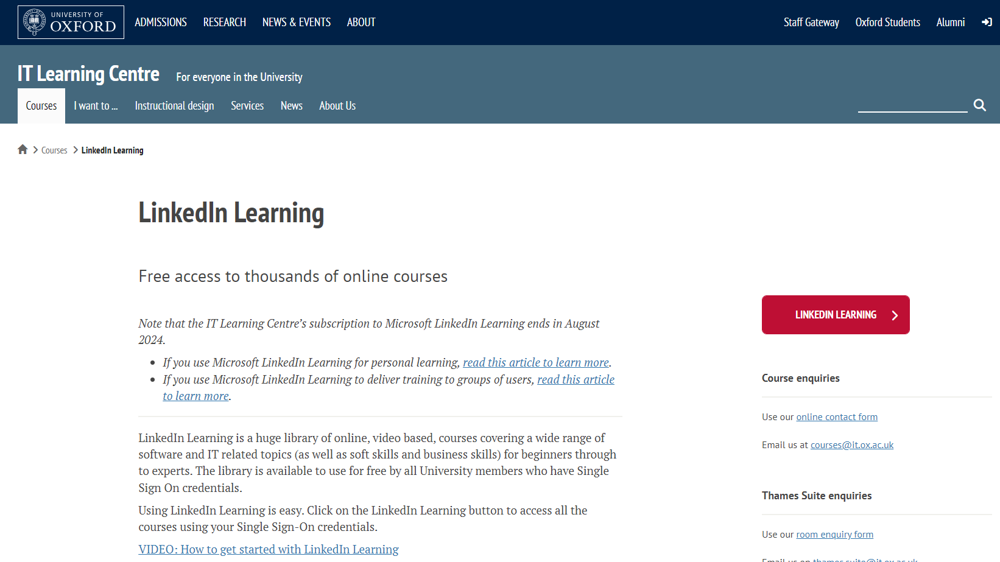 UNIVERSITY OF
OXFORD
ADMISSIONS RESEARCH NEWS & EVENTS ABOUT
Staff Gateway Oxford Students Alumni
IT Learning Centre For everyone in the University
Courses I want to ... Instructional design Services News About Us
Courses LinkedIn Learning
LinkedIn Learning
Free access to thousands of online courses
Note that the IT Learning Centre’s subscription to Microsoft LinkedIn Learning ends in August
2024.
If you use Microsoft LinkedIn Learning for personal learning, read this article to learn more.
If you use Microsoft LinkedIn Learning to deliver training to groups of users, read this article
to learn more.
LinkedIn Learning is a huge library of online, video based, courses covering a wide range of
software and IT related topics (as well as soft skills and business skills) for beginners through
to experts. The library is available to use for free by all University members who have Single
Sign On credentials.
Using LinkedIn Learning is easy. Click on the LinkedIn Learning button to access all the
courses using your Single Sign-On credentials.
VIDEO: How to get started with LinkedIn Learning
LINKEDIN LEARNING
Course enquiries
Use our online contact form
Email us at courses@it.ox.ac.uk
Thames Suite enquiries
Use our room enquiry form
Email us on thames.suite@it.ox.ac.uk